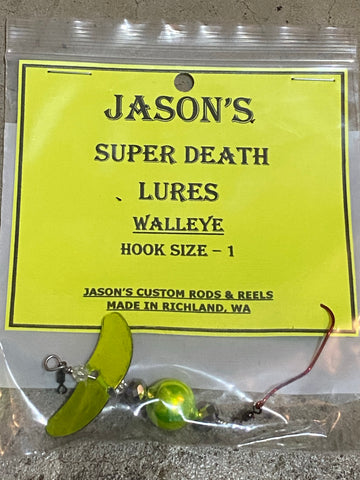 JASON'S
SUPER DEATH
LURES
WALLEYE
HOOK SIZE – 1
JASON'S CUSTOM RODS & REELS
MADE IN RICHLAND, WA